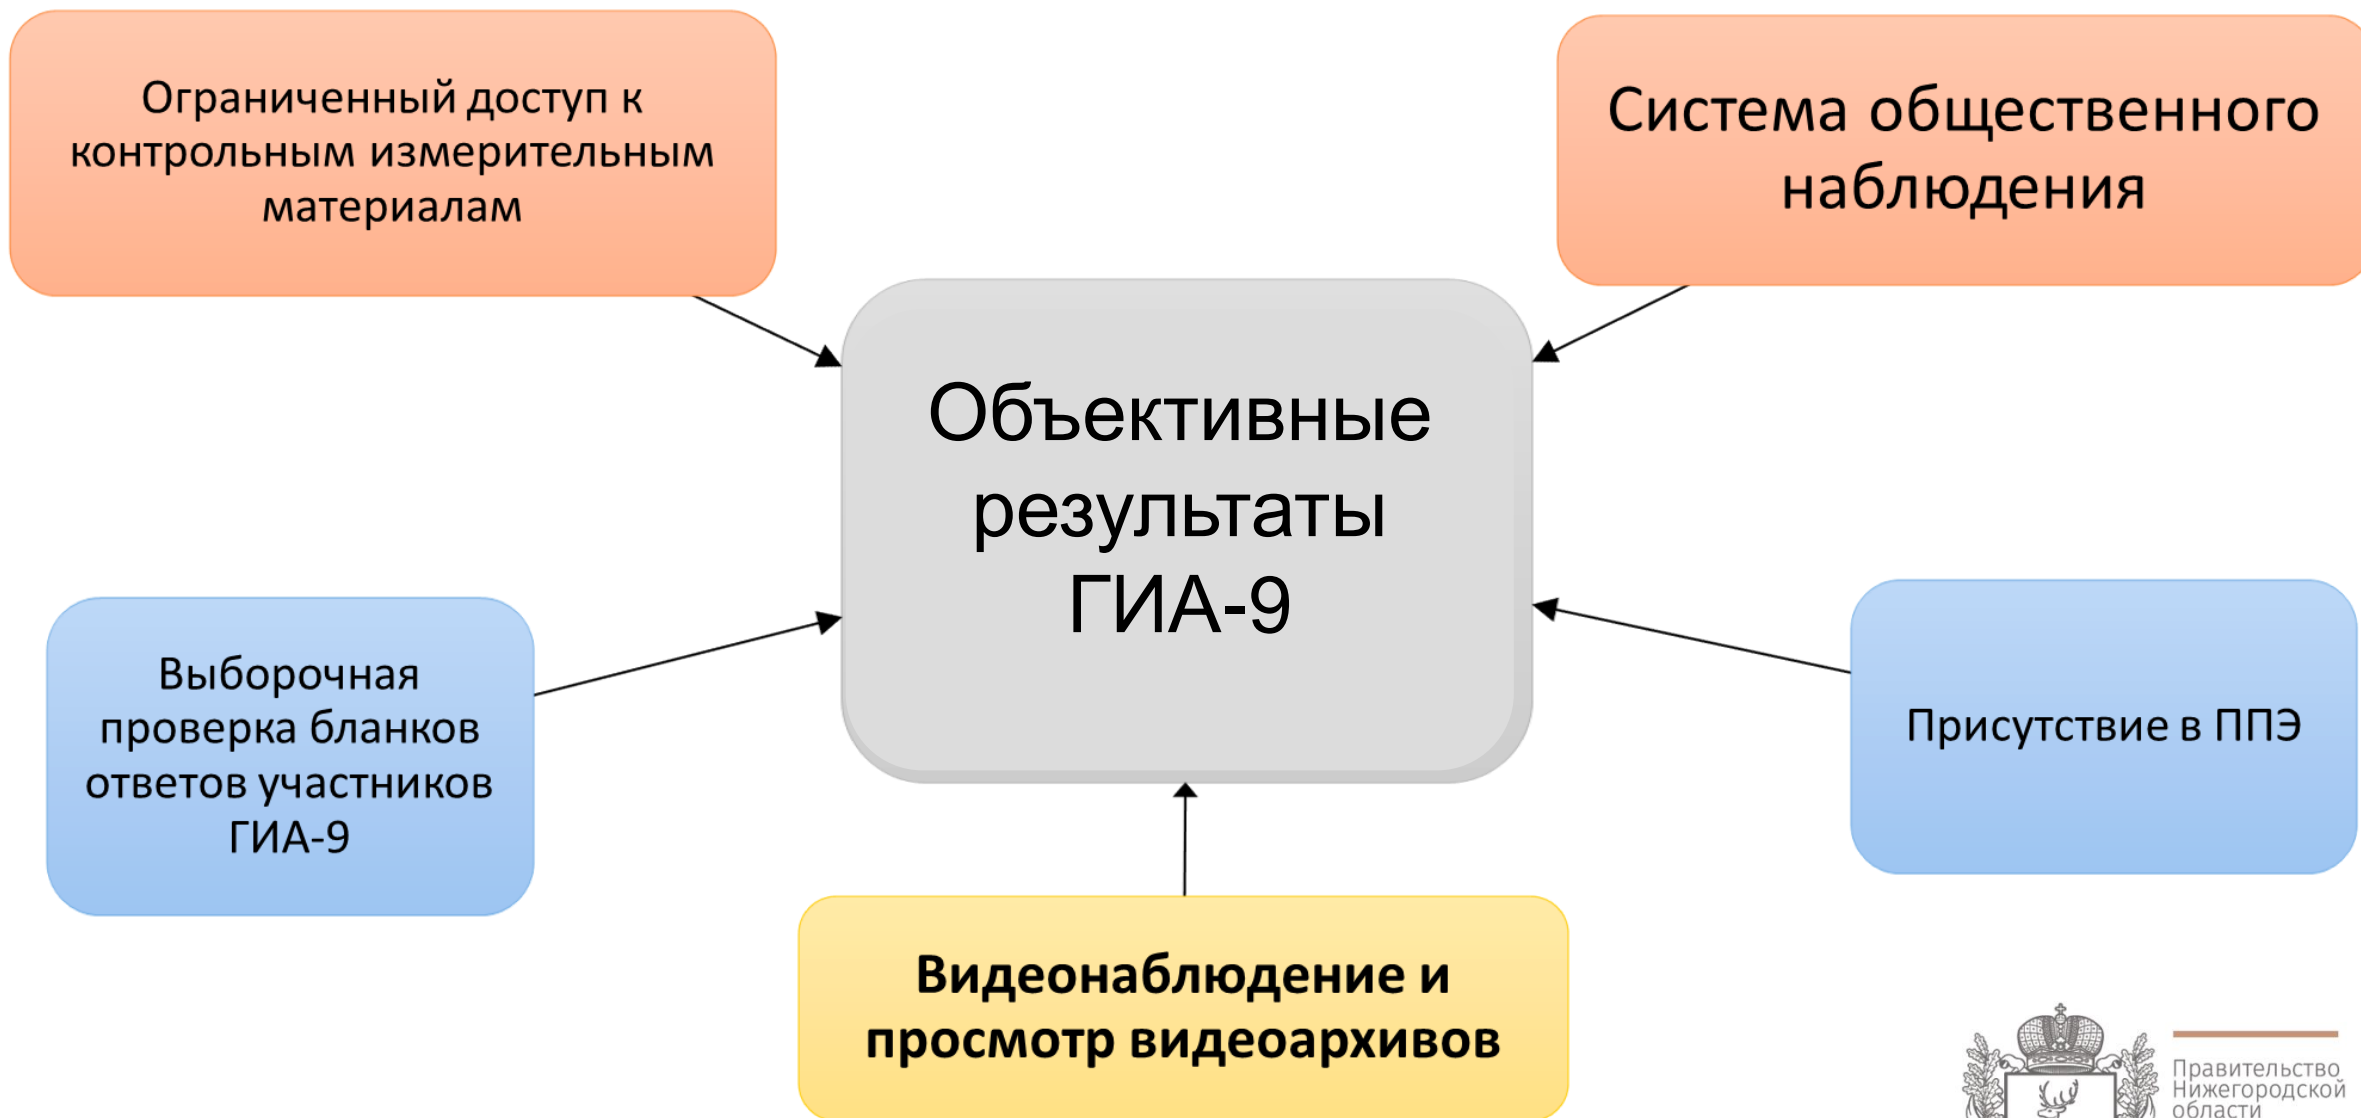 Ограниченный доступ к
контрольным измерительным
материалам
Система общественного
наблюдения
Объективные
результаты
ГИА-9
Выборочная
проверка бланков
ответов участников
ГИА-9
Присутствие в ППЭ
Видеонаблюдение и
просмотр видеоархивов
Правительство
Нижегородской
области